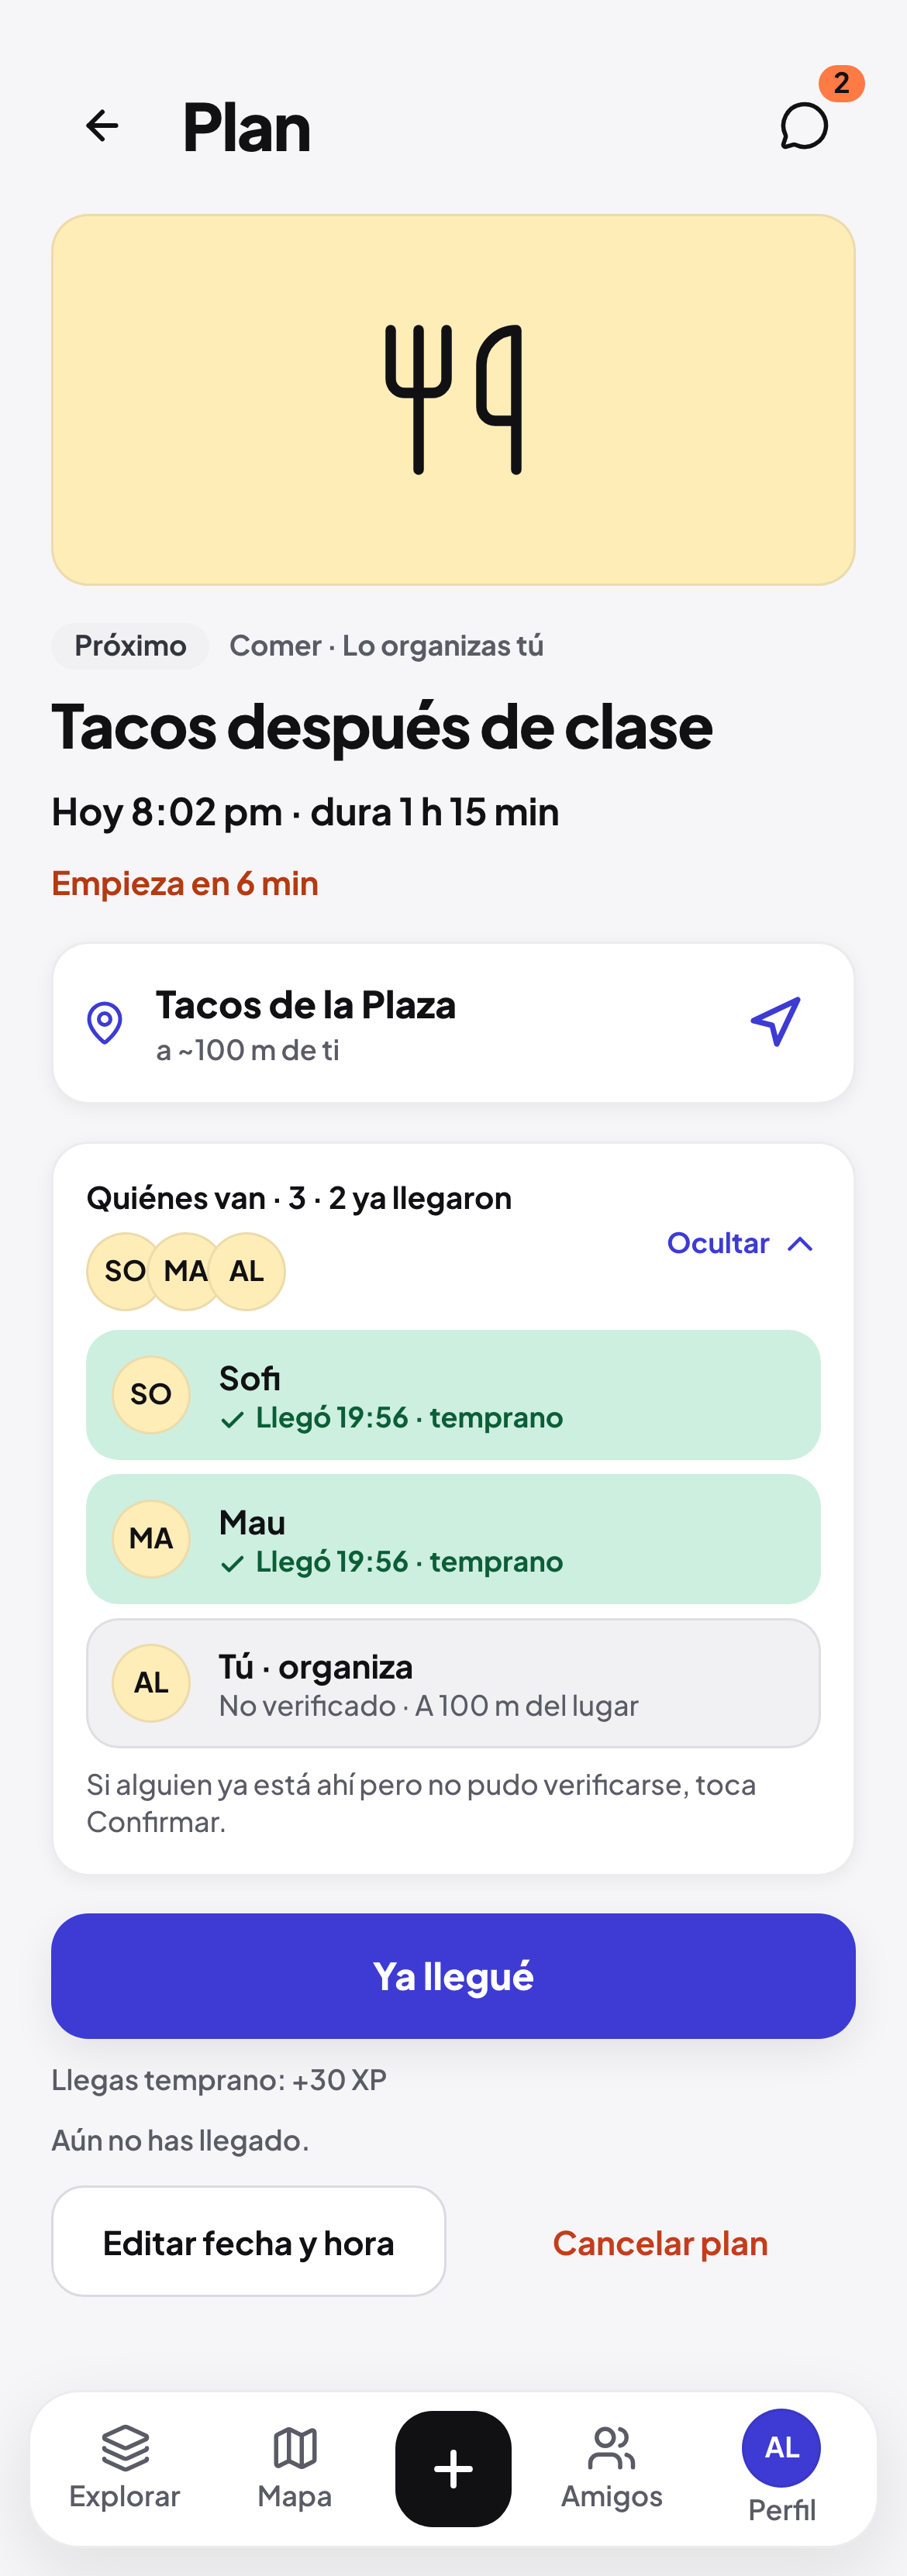 2
Plan
Próximo
Comer · Lo organizas tú
Tacos después de clase
Hoy 8:02 pm · dura 1 h 15 min
Empieza en 6 min
Tacos de la Plaza
a ~100 m de ti
Quiénes van · 3 · 2 ya llegaron
Ocultar
SO MA AL
SO
Sofi
Llegó 19:56 · temprano
MA
Mau
Llegó 19:56 · temprano
AL
Tú · organiza
No verificado · A 100 m del lugar
Si alguien ya está ahí pero no pudo verificarse, toca
Confirmar.
Ya llegué
Llegas temprano: +30 XP
Aún no has llegado.
Editar fecha y hora
Cancelar plan
Explorar
Mapa
Amigos
AL
Perfil